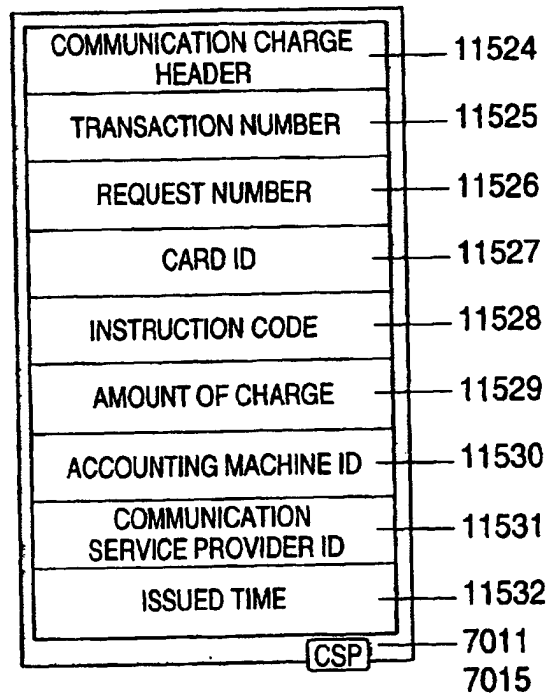 COMMUNICATION CHARGE
HEADER
11524
TRANSACTION NUMBER
11525
REQUEST NUMBER
11526
CARD ID
11527
INSTRUCTION CODE
11528
AMOUNT OF CHARGE
11529
ACCOUNTING MACHINE ID
11530
COMMUNICATION
SERVICE PROVIDER ID
11531
ISSUED TIME
11532
CSP
7011
7015